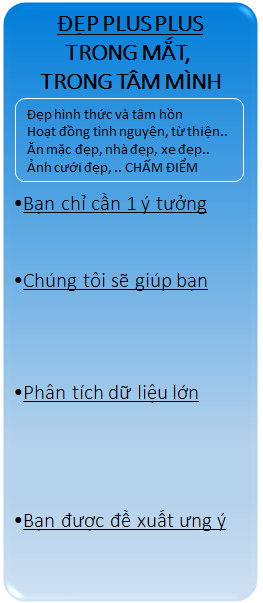 ĐẸP PLUS PLUS
TRONG MẮT,
TRONG TÂM MÌNH
Đẹp hình thức và tâm hồn
Hoạt đồng tình nguyện, từ thiện..
Ăn mặc đẹp, nhà đẹp, xe đẹp..
Ảnh cưới đẹp, .. CHẤM ĐIỂM
•Bạn chỉ cần 1 ý tưởng
•Chúng tôi sẽ giúp bạn
•Phân tích dữ liệu lớn
•Bạn được đề xuất ưng ý